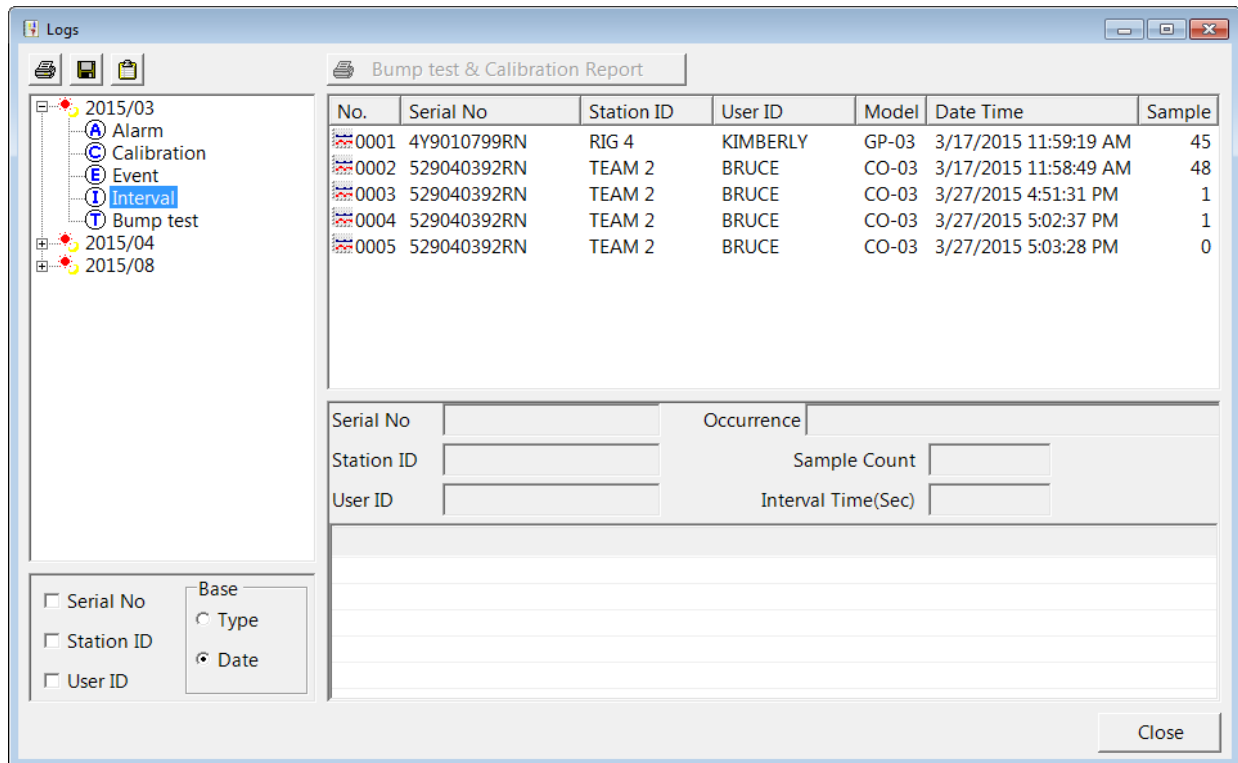 Logs
Bump test & Calibration Report
2015/03
Alarm
Calibration
Event
Interval
Bump test
2015/04
2015/08
No. Serial No Station ID User ID Model Date Time Sample
0001 4Y9010799RN RIG 4 KIMBERLY GP-03 3/17/2015 11:59:19 AM 45
0002 529040392RN TEAM 2 BRUCE CO-03 3/17/2015 11:58:49 AM 48
0003 529040392RN TEAM 2 BRUCE CO-03 3/27/2015 4:51:31 PM 1
0004 529040392RN TEAM 2 BRUCE CO-03 3/27/2015 5:02:37 PM 1
0005 529040392RN TEAM 2 BRUCE CO-03 3/27/2015 5:03:28 PM 0
Serial No Occurrence
Station ID Sample Count
User ID Interval Time(Sec)
Serial No
Station ID
User ID
Base
Type
Date
Close